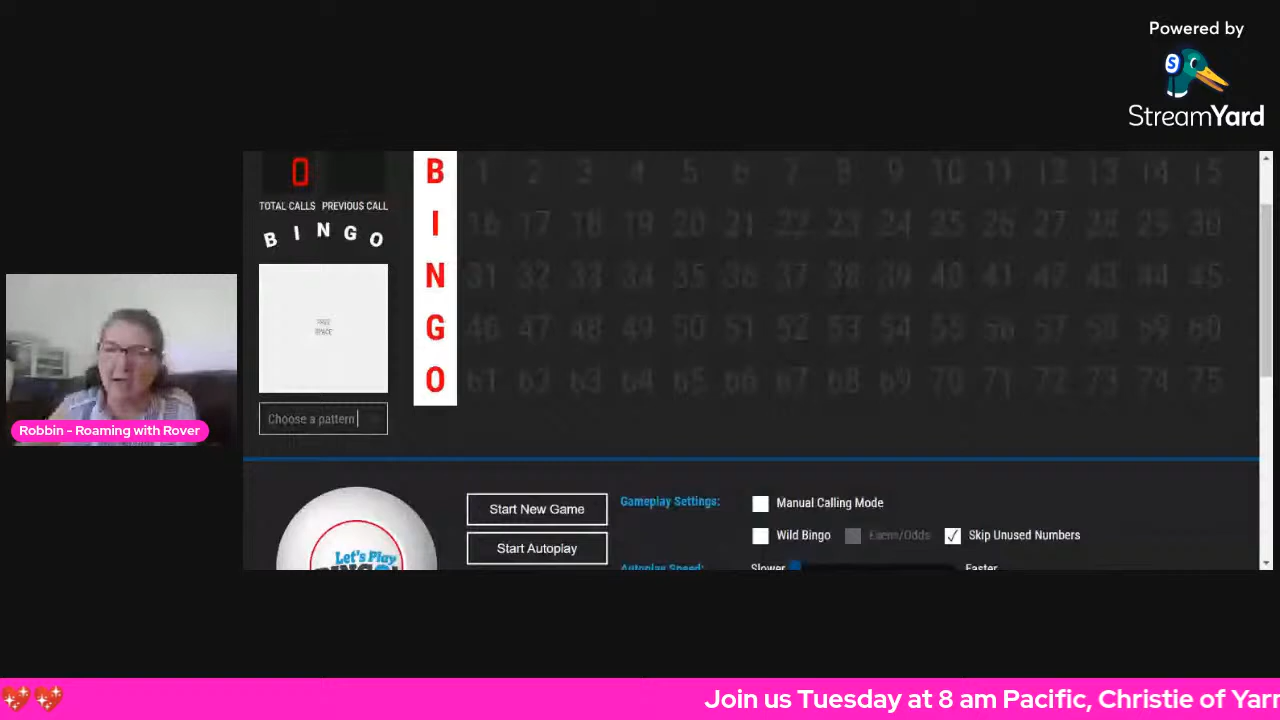 Powered by
S
StreamYard
0
TOTAL CALLS PREVIOUS CALL
B I N G O
FREE
SPACE
Choose a pattern
B 1 2 3 4 5 6 7 8 9 10 11 12 13 14 15
I 16 17 18 19 20 21 22 23 24 25 26 27 28 29 30
N 31 32 33 34 35 36 37 38 39 40 41 42 43 44 45
G 46 47 48 49 50 51 52 53 54 55 56 57 58 59 60
O 61 62 63 64 65 66 67 68 69 70 71 72 73 74 75
Robbin - Roaming with Rover
Let's Play
BINGO!
Start New Game
Start Autoplay
Gameplay Settings:
Manual Calling Mode
Wild Bingo Evens/Odds Skip Unused Numbers
Autoplay Speed:
Slower Faster
Join us Tuesday at 8 am Pacific, Christie of Yarr